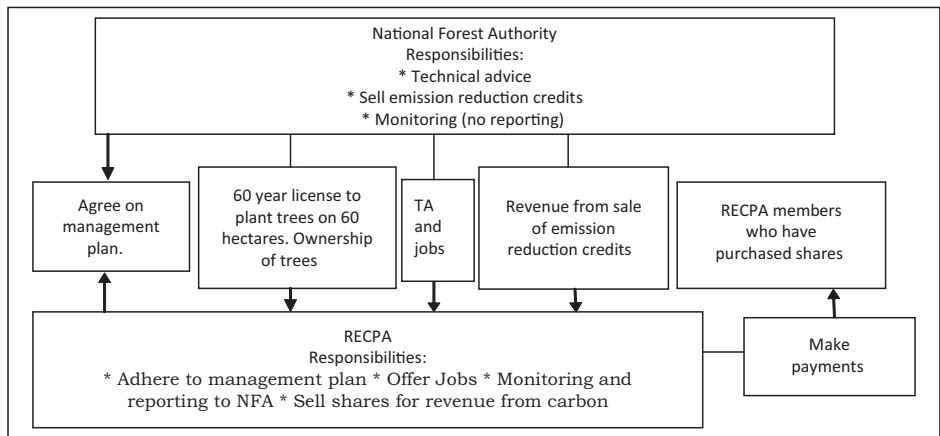 National Forest Authority
Responsibilities:
* Technical advice
* Sell emission reduction credits
* Monitoring (no reporting)
Agree on
management
plan.
60 year license to
plant trees on 60
hectares. Ownership
of trees
TA
and
jobs
Revenue from sale
of emission
reduction credits
RECPA members
who have
purchased shares
RECPA
Responsibilities:
* Adhere to management plan * Offer Jobs * Monitoring and
reporting to NFA * Sell shares for revenue from carbon
Make
payments